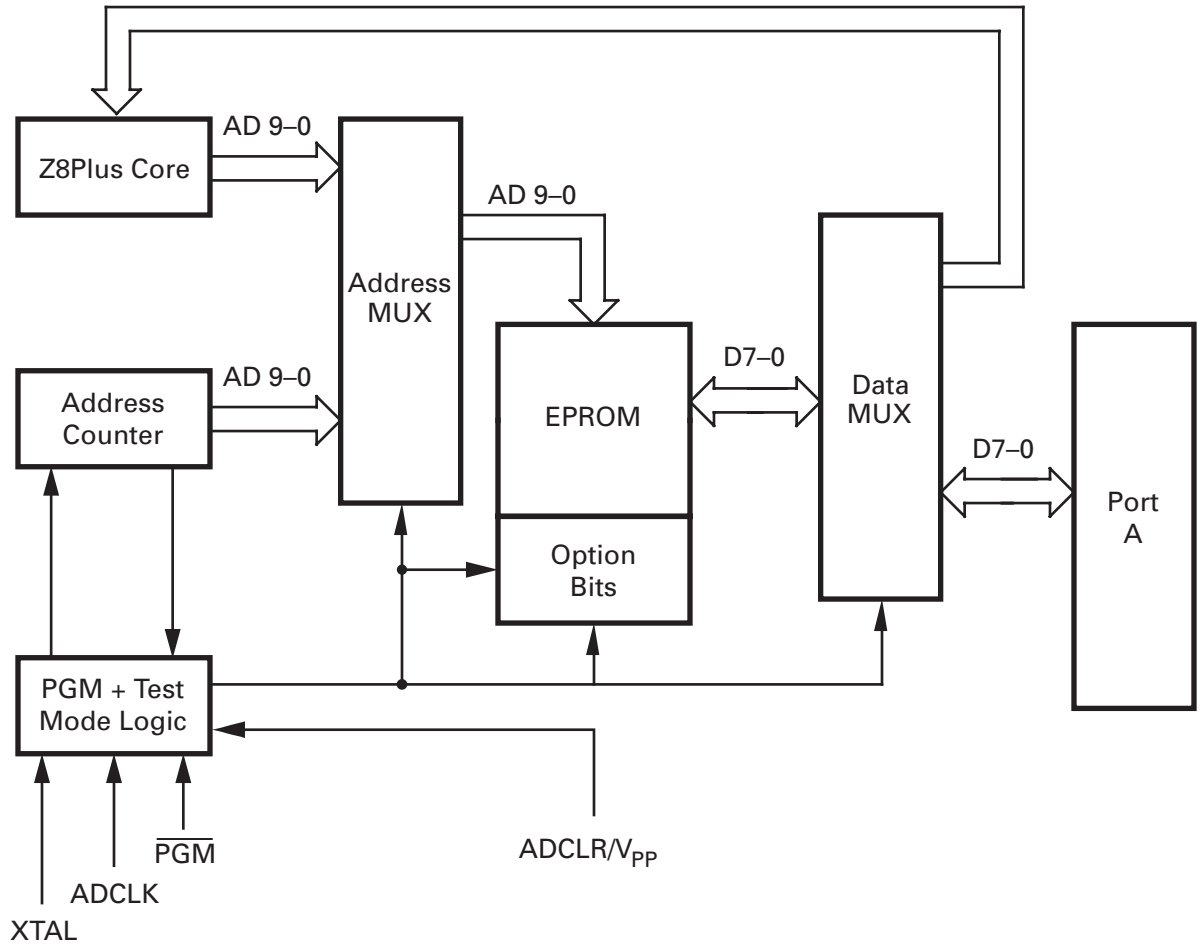 AD 9–0
Z8Plus Core
AD 9–0
Address
MUX
AD 9–0
Address
Counter
D7–0
EPROM
Data
MUX
D7–0
Port
A
Option
Bits
PGM + Test
Mode Logic
PGM
ADCLR/VPP
ADCLK
XTAL